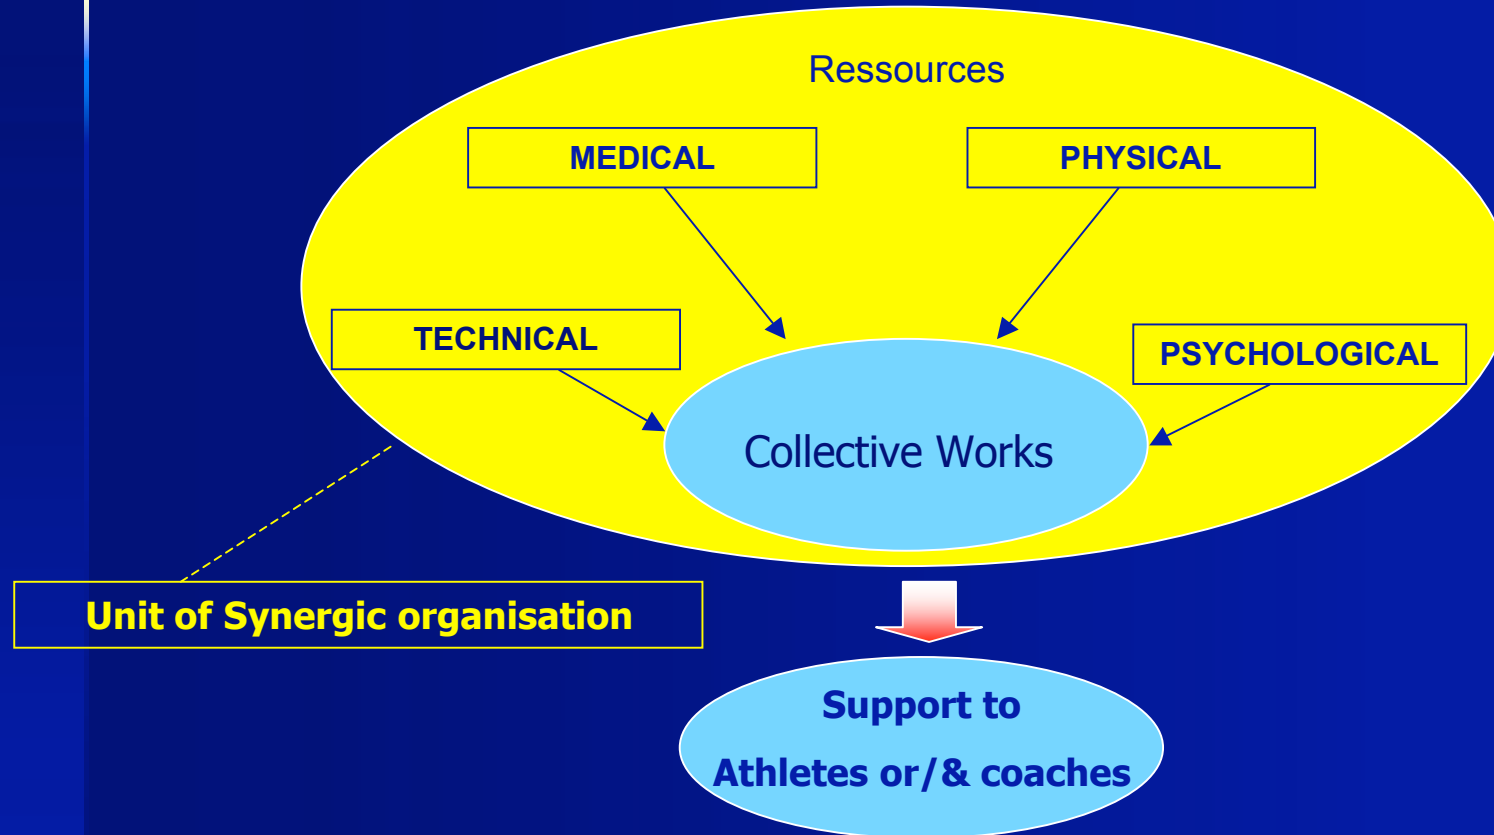 Ressources
MEDICAL
PHYSICAL
TECHNICAL
PSYCHOLOGICAL
Collective Works
Unit of Synergic organisation
Support to
Athletes or/& coaches